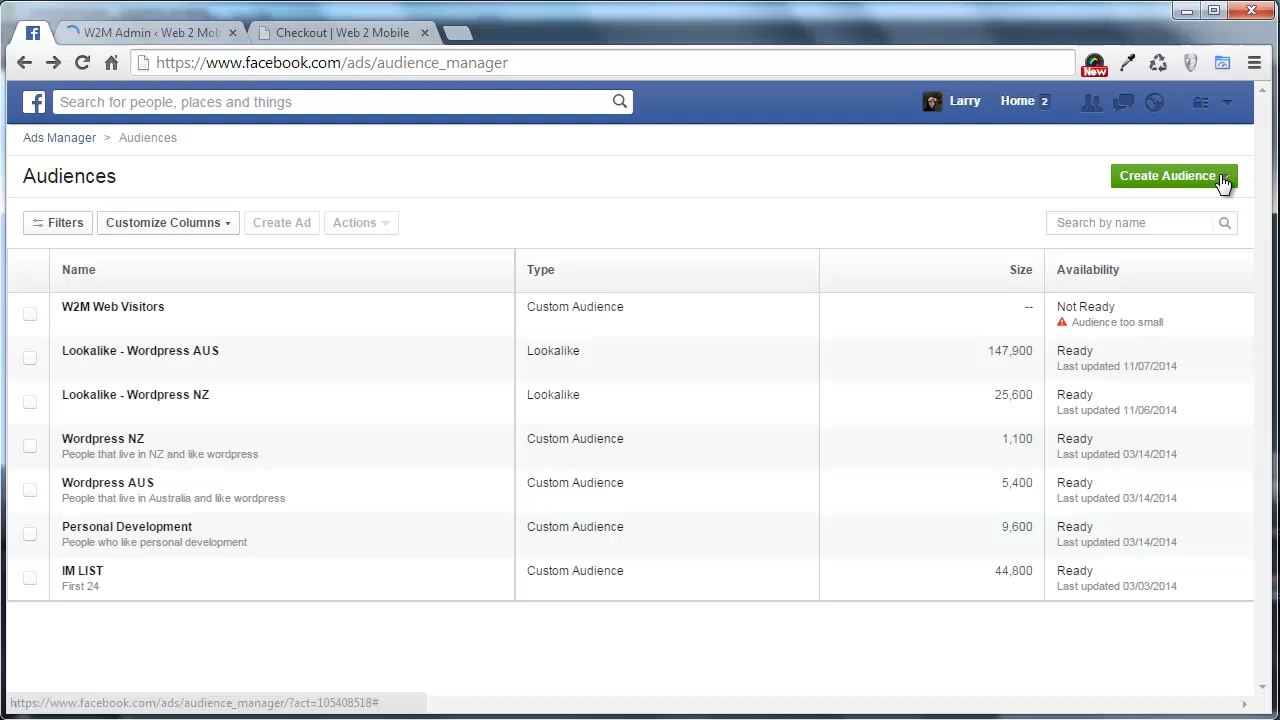 W2M Admin ‹ Web 2 Mob
Checkout | Web 2 Mobile
https://www.facebook.com/ads/audience_manager
New
Search for people, places and things
Larry
Home 2
Ads Manager > Audiences
Audiences
Create Audience
Filters
Customize Columns
Create Ad
Actions
Search by name
Name
Type
Size
Availability
W2M Web Visitors
Custom Audience
--
Not Ready
Audience too small
Lookalike - Wordpress AUS
Lookalike
147,900
Ready
Last updated 11/07/2014
Lookalike - Wordpress NZ
Lookalike
25,600
Ready
Last updated 11/06/2014
Wordpress NZ
People that live in NZ and like wordpress
Custom Audience
1,100
Ready
Last updated 03/14/2014
Wordpress AUS
People that live in Australia and like wordpress
Custom Audience
5,400
Ready
Last updated 03/14/2014
Personal Development
People who like personal development
Custom Audience
9,600
Ready
Last updated 03/14/2014
IM LIST
First 24
Custom Audience
44,800
Ready
Last updated 03/03/2014
https://www.facebook.com/ads/audience_manager/?act=105408518#